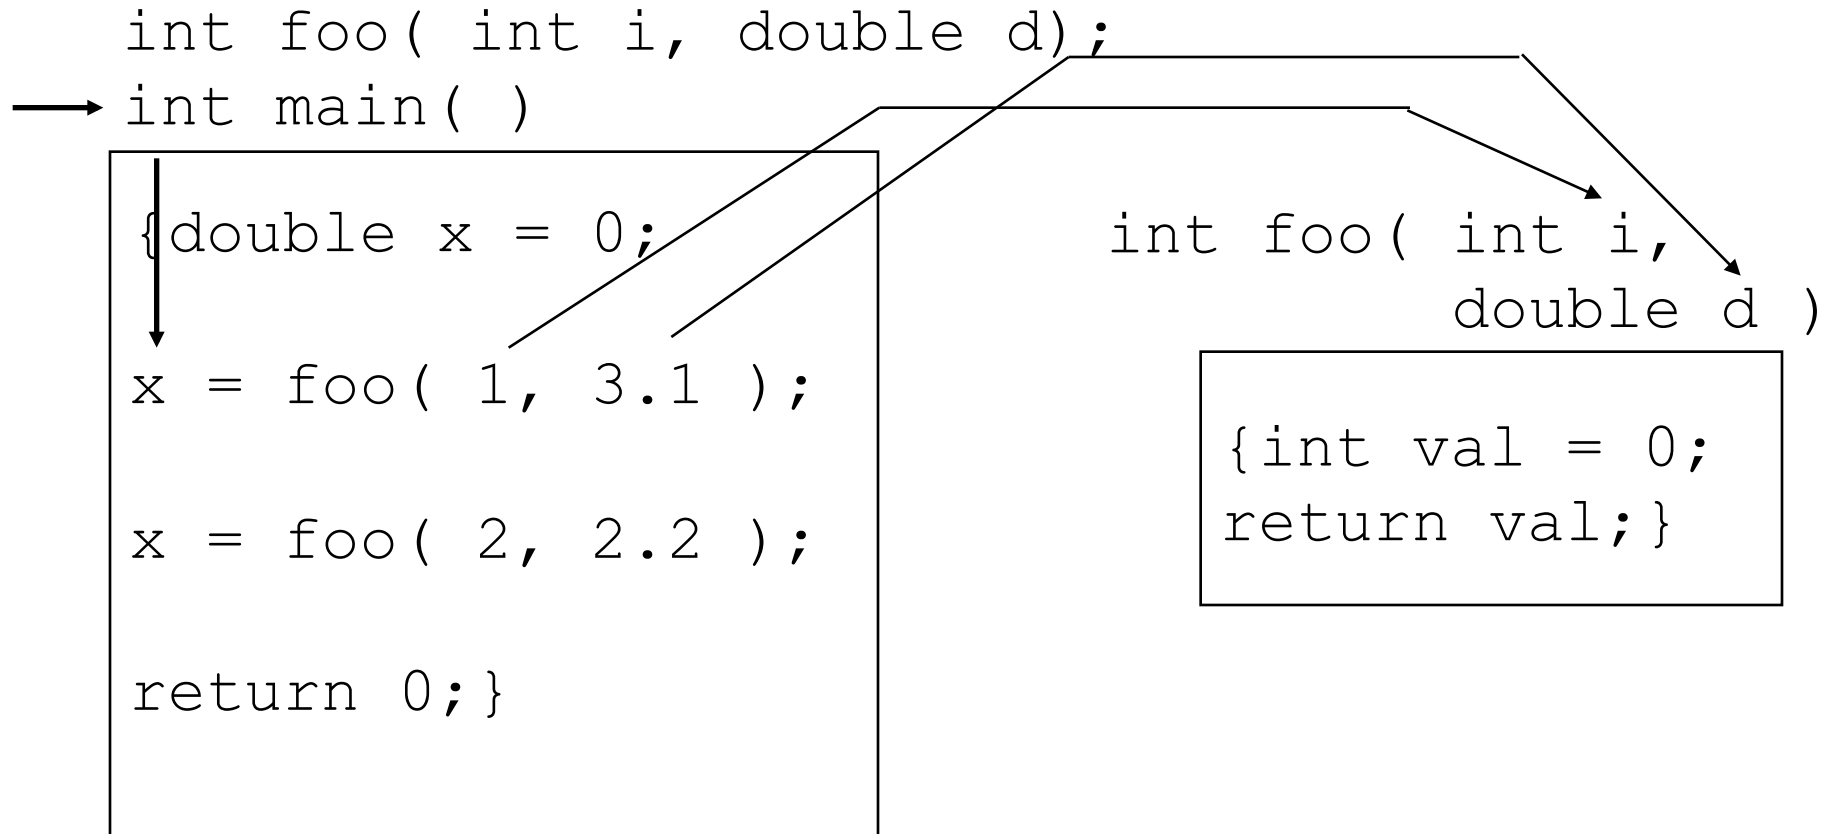 int foo( int i, double d);
int main( )
{double x = 0;
x = foo( 1, 3.1 );
x = foo( 2, 2.2 );
return 0;}
int foo( int i,
double d )
{int val = 0;
return val;}